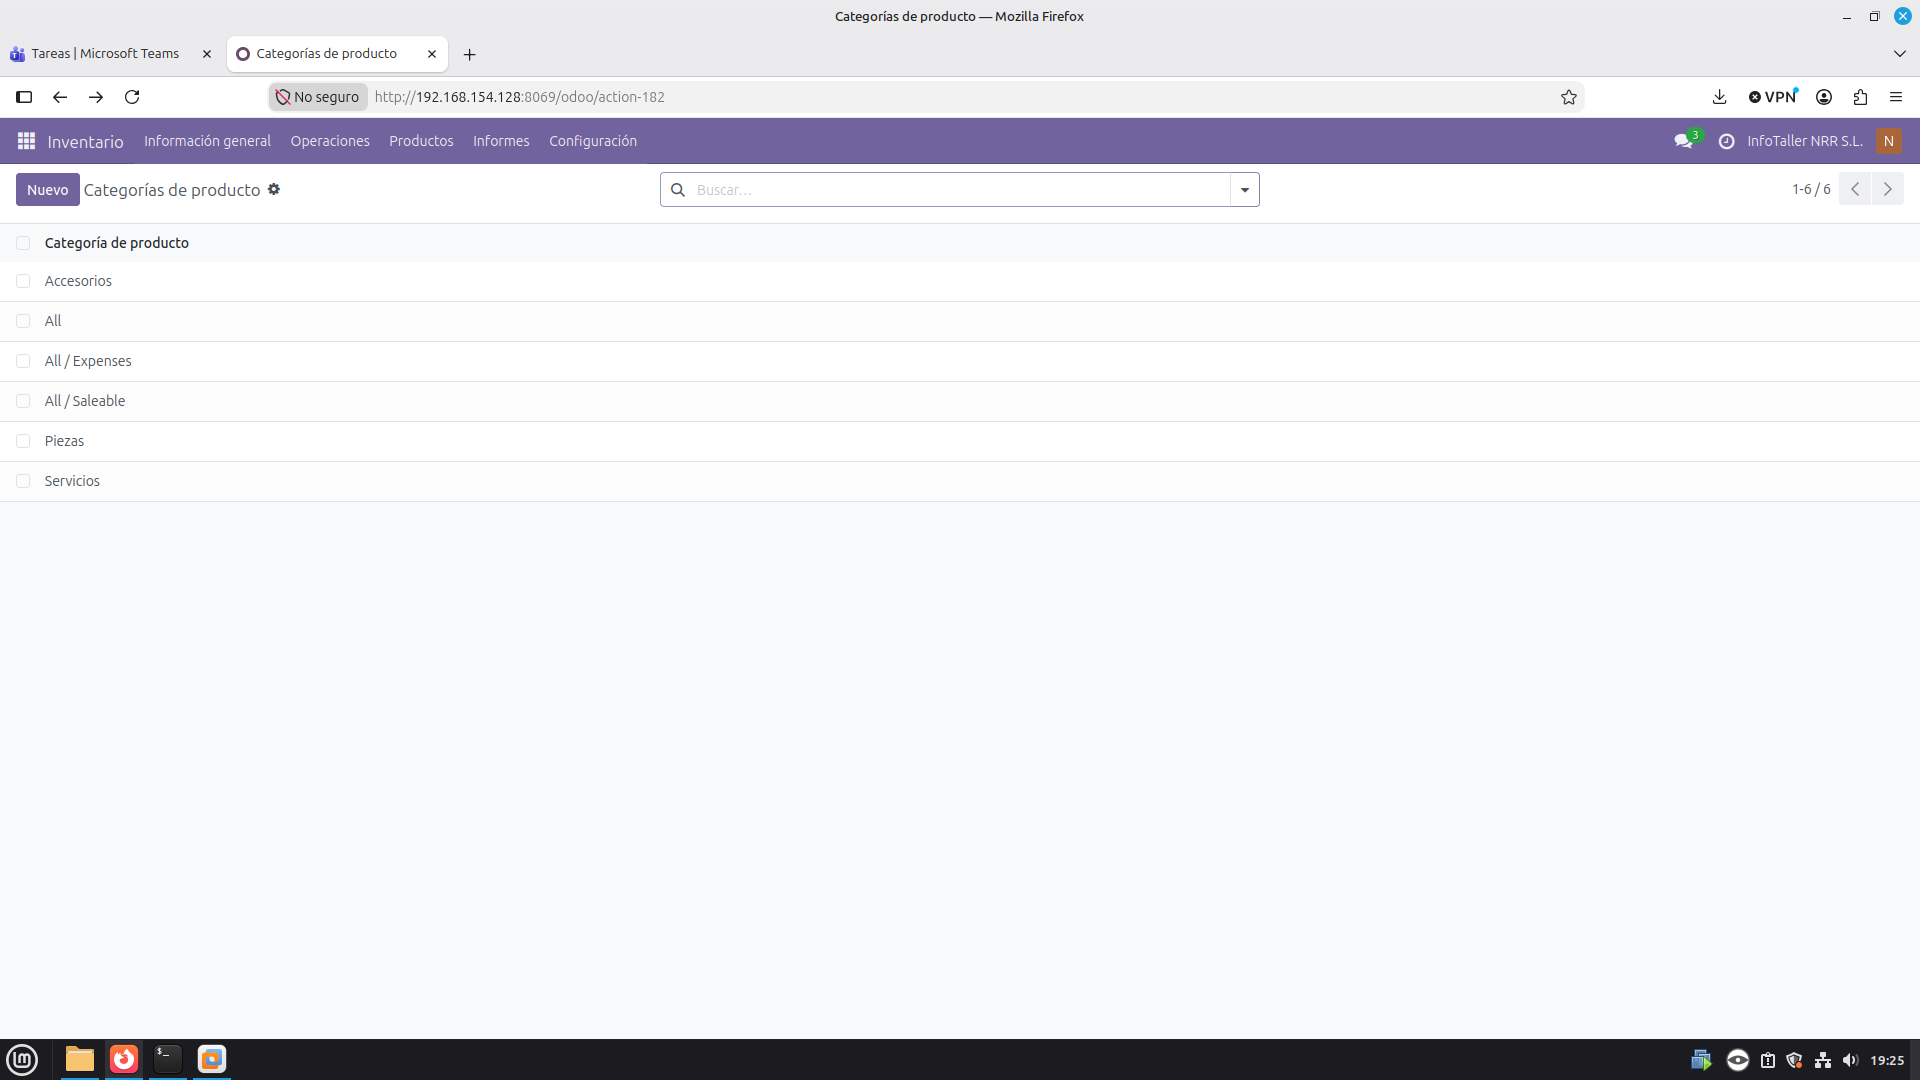 Categorías de producto — Mozilla Firefox
Tareas | Microsoft Teams
Categorías de producto
No seguro
http://192.168.154.128:8069/odoo/action-182
VPN
Inventario
Información general
Operaciones
Productos
Informes
Configuración
3
InfoTaller NRR S.L.
N
Nuevo
Categorías de producto
Buscar...
1-6 / 6
Categoría de producto
Accesorios
All
All / Expenses
All / Saleable
Piezas
Servicios
$_
19:25